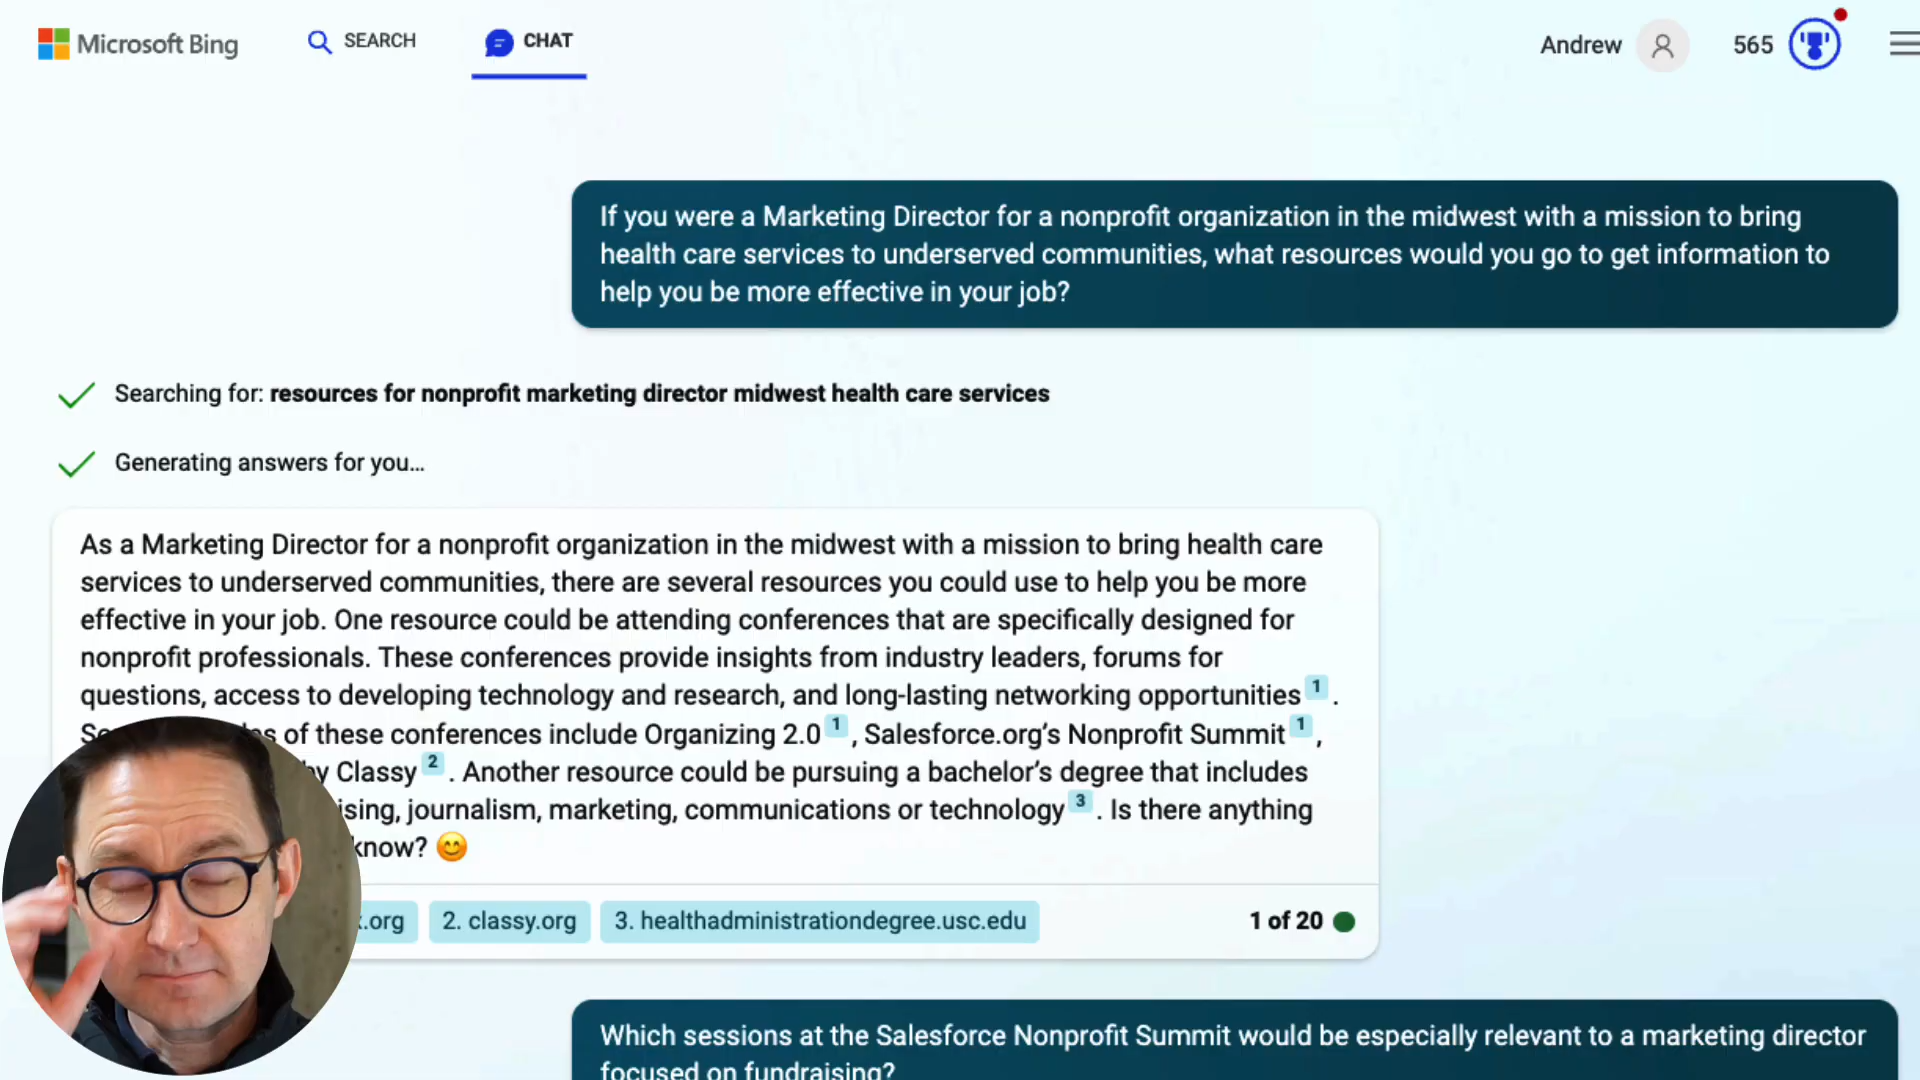 Microsoft Bing
SEARCH
CHAT
Andrew
565
If you were a Marketing Director for a nonprofit organization in the midwest with a mission to bring
health care services to underserved communities, what resources would you go to get information to
help you be more effective in your job?
Searching for: resources for nonprofit marketing director midwest health care services
Generating answers for you...
As a Marketing Director for a nonprofit organization in the midwest with a mission to bring health care
services to underserved communities, there are several resources you could use to help you be more
effective in your job. One resource could be attending conferences that are specifically designed for
nonprofit professionals. These conferences provide insights from industry leaders, forums for
questions, access to developing technology and research, and long-lasting networking opportunities 1 .
of these conferences include Organizing 2.0 1 , Salesforce.org’s Nonprofit Summit 1 ,
Classy 2 . Another resource could be pursuing a bachelor’s degree that includes
journalism, marketing, communications or technology 3 . Is there anything
know? 😊
.org
2. classy.org
3. healthadministrationdegree.usc.edu
1 of 20
Which sessions at the Salesforce Nonprofit Summit would be especially relevant to a marketing director
focused on fundraising?